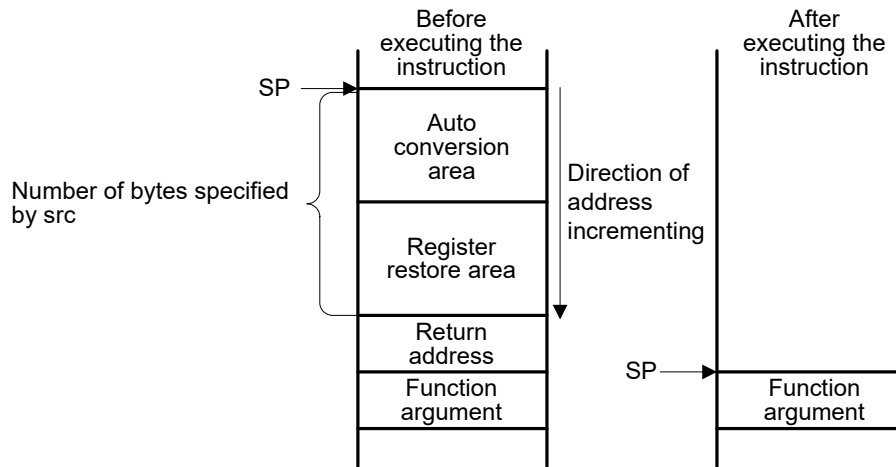 Before
executing the
instruction
After
executing the
instruction
SP
Auto
conversion
area
Number of bytes specified
by src
Direction of
address
incrementing
Register
restore area
Return
address
SP
Function
argument
Function
argument